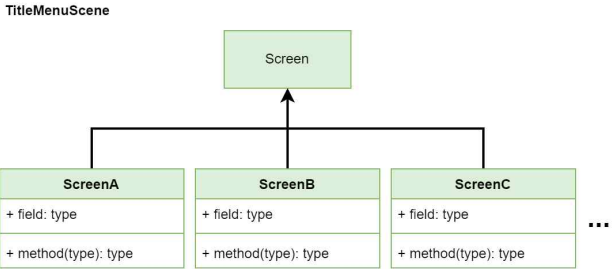 TitleMenuScene
Screen
ScreenA
ScreenB
ScreenC
+ field: type
+ field: type
+ field: type
+ method(type): type
+ method(type): type
+ method(type): type
...